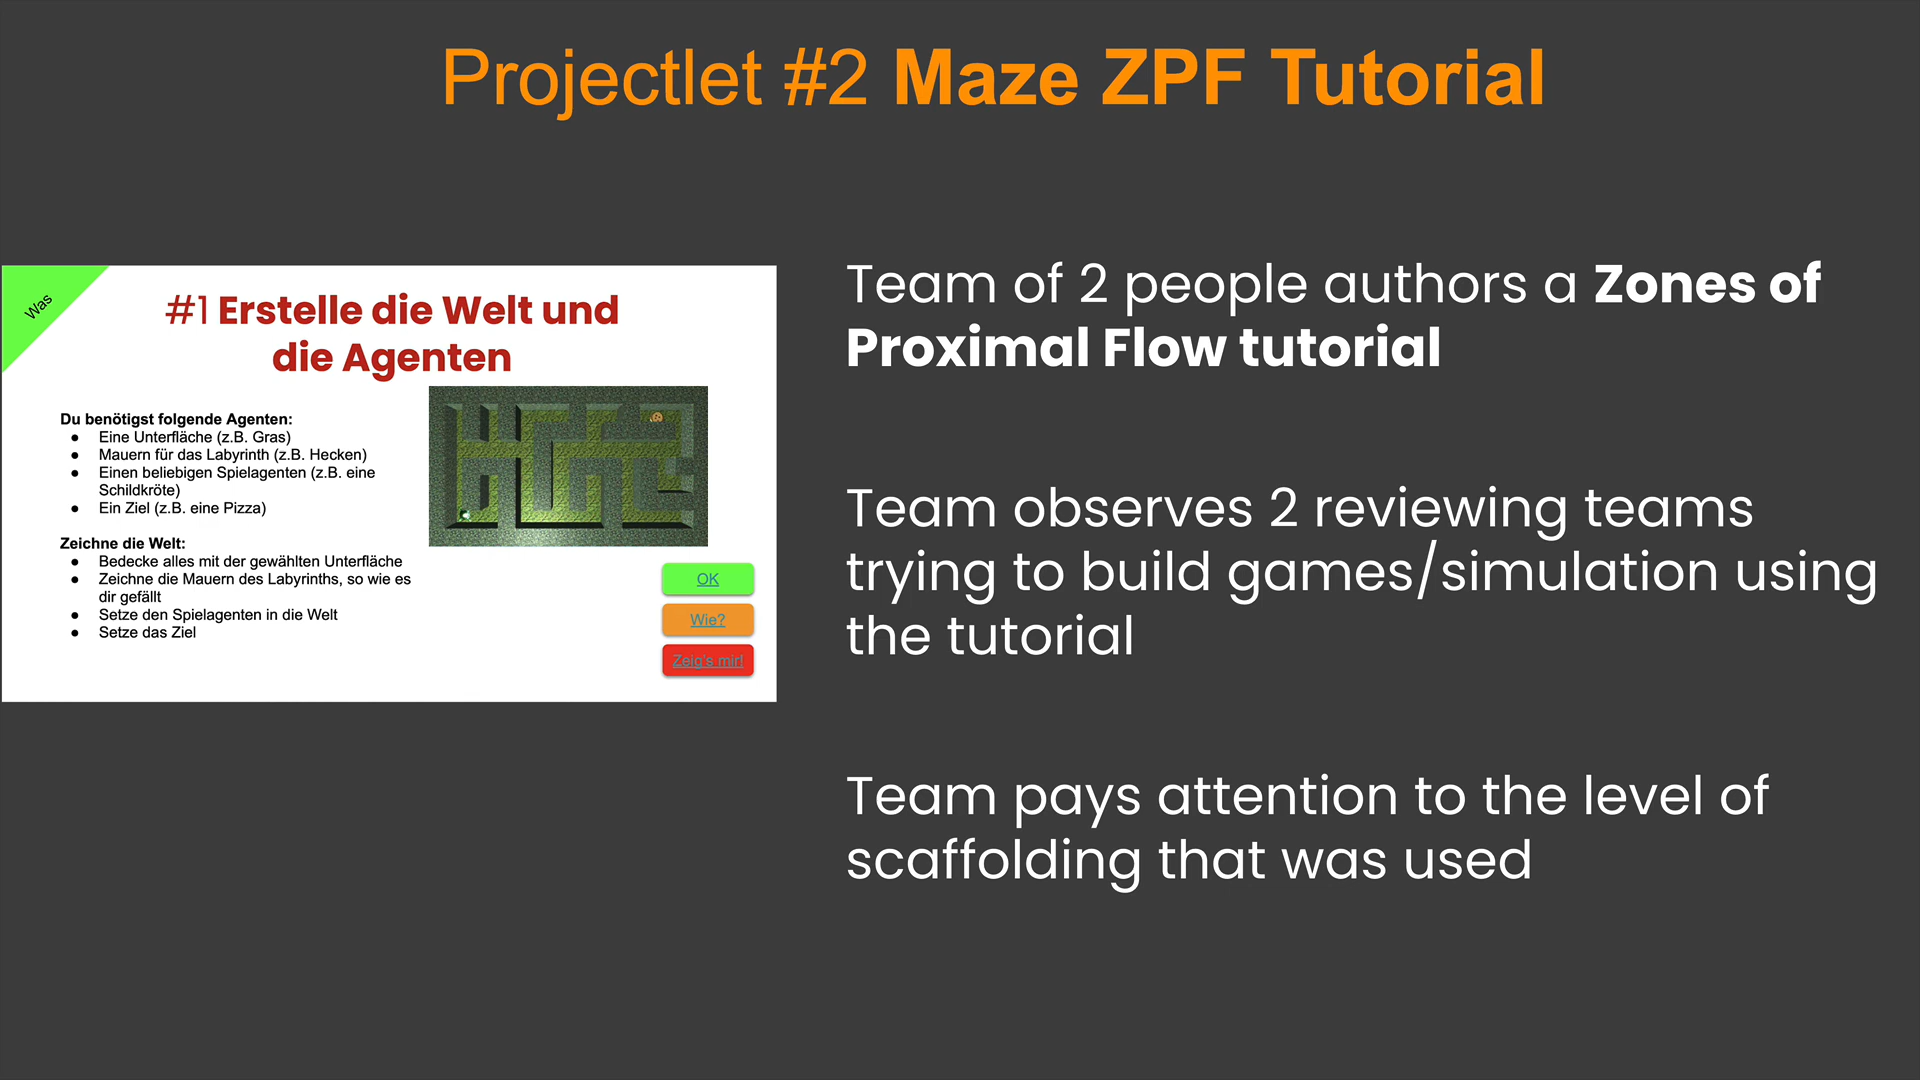 Projectlet #2 Maze ZPF Tutorial
Was
#1 Erstelle die Welt und
die Agenten
Du benötigst folgende Agenten:
● Eine Unterfläche (z.B. Gras)
● Mauern für das Labyrinth (z.B. Hecken)
● Einen beliebigen Spielagenten (z.B. eine
Schildkröte)
● Ein Ziel (z.B. eine Pizza)
Zeichne die Welt:
● Bedecke alles mit der gewählten Unterfläche
● Zeichne die Mauern des Labyrinths, so wie es
dir gefällt
● Setze den Spielagenten in die Welt
● Setze das Ziel
OK
Wie?
Zeig's mir!
Team of 2 people authors a Zones of
Proximal Flow tutorial
Team observes 2 reviewing teams
trying to build games/simulation using
the tutorial
Team pays attention to the level of
scaffolding that was used